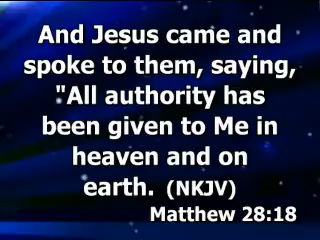 And Jesus came and
spoke to them, saying,
"All authority has
been given to Me in
heaven and on
earth. (NKJV)
Matthew 28:18